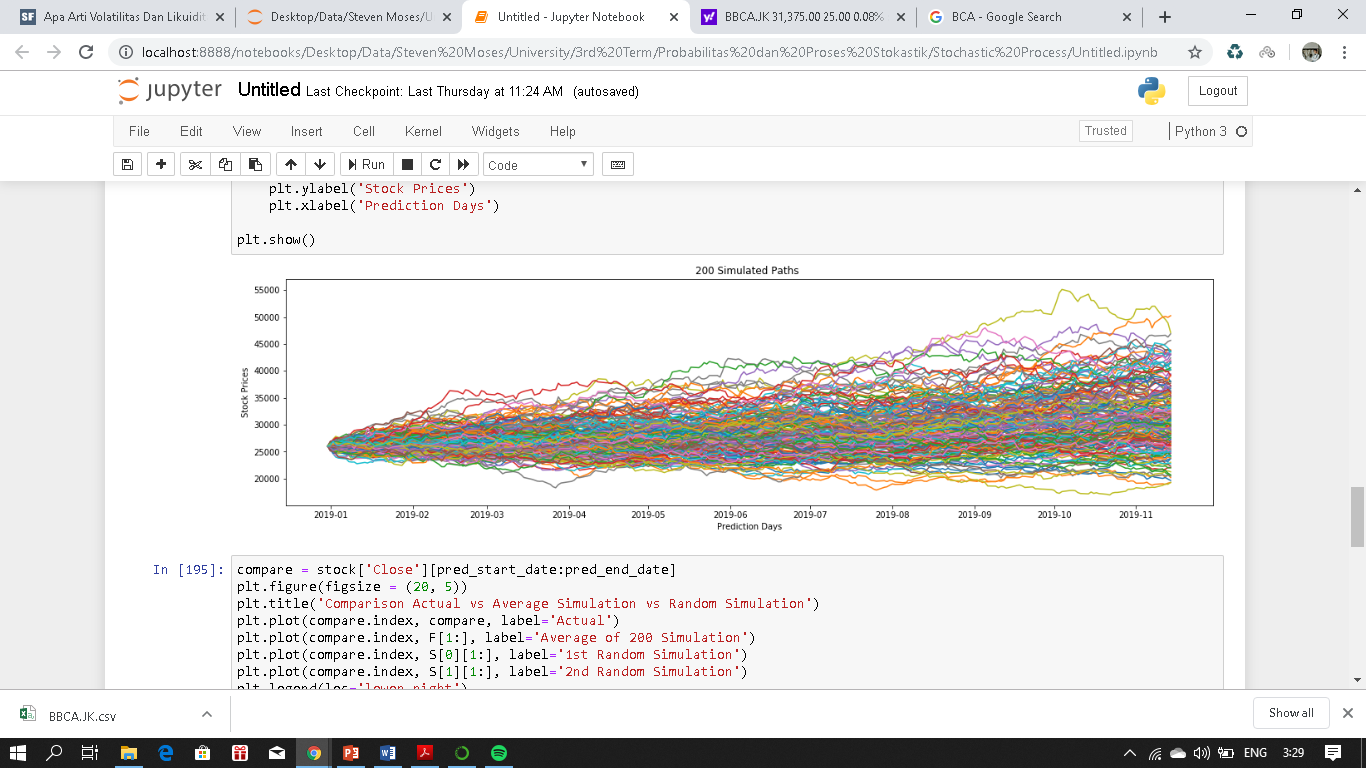 Apa Arti Volatilitas Dan Likuidit
Desktop/Data/Steven Moses/U
Untitled - Jupyter Notebook
BBCA.JK 31,375.00 25.00 0.08%
BCA - Google Search
localhost:8888/notebooks/Desktop/Data/Steven%20Moses/University/3rd%20Term/Probabilitas%20dan%20Proses%20Stokastik/Stochastic%20Process/Untitled.ipynb
jupyter Untitled Last Checkpoint: Last Thursday at 11:24 AM (autosaved)
Logout
File Edit View Insert Cell Kernel Widgets Help
Trusted
Python 3
Run
Code
plt.ylabel('Stock Prices')
plt.xlabel('Prediction Days')
plt.show()
200 Simulated Paths
55000
50000
45000
40000
35000
30000
25000
20000
Stock Prices
2019-01 2019-02 2019-03 2019-04 2019-05 2019-06 2019-07 2019-08 2019-09 2019-10 2019-11
Prediction Days
In [195]:
compare = stock['Close'][pred_start_date:pred_end_date]
plt.figure(figsize = (20, 5))
plt.title('Comparison Actual vs Average Simulation vs Random Simulation')
plt.plot(compare.index, compare, label='Actual')
plt.plot(compare.index, F[1:], label='Average of 200 Simulation')
plt.plot(compare.index, S[0][1:], label='1st Random Simulation')
plt.plot(compare.index, S[1][1:], label='2nd Random Simulation')
plt.legend(loc='lower right')
BBCA.JK.csv
Show all
ENG 3:29